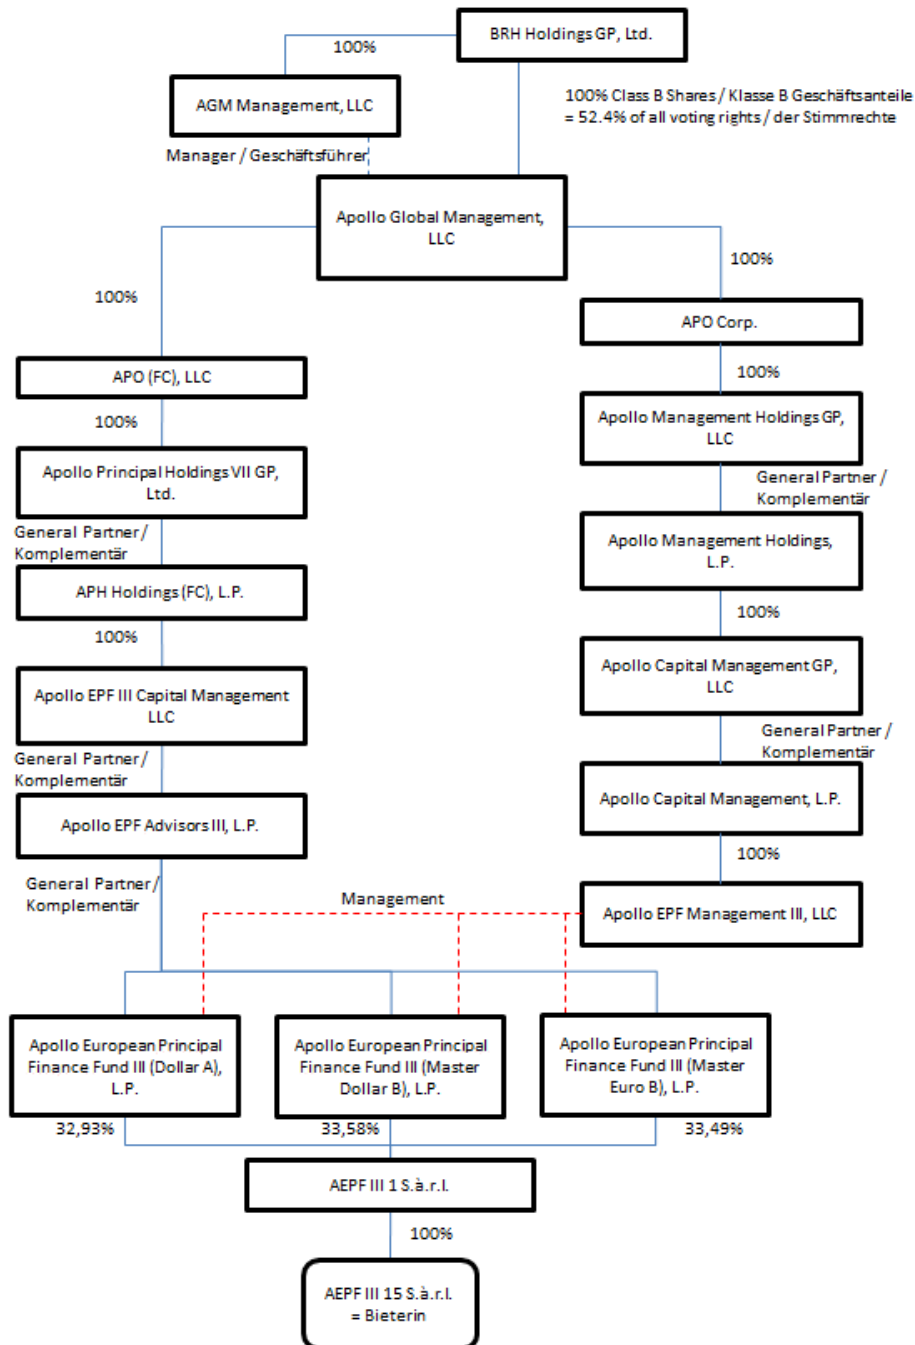 BRH Holdings GP, Ltd.
100%
AGM Management, LLC
100% Class B Shares / Klasse B Geschäftsanteile
= 52.4% of all voting rights / der Stimmrechte
Manager / Geschäftsführer
Apollo Global Management,
LLC
100%
100%
APO Corp.
APO (FC), LLC
100%
Apollo Management Holdings GP,
LLC
100%
Apollo Principal Holdings VII GP,
Ltd.
General Partner /
Komplementär
General Partner /
Komplementär
Apollo Management Holdings,
L.P.
APH Holdings (FC), L.P.
100%
100%
Apollo Capital Management GP,
LLC
Apollo EPF III Capital Management
LLC
General Partner /
Komplementär
General Partner /
Komplementär
Apollo Capital Management, L.P.
Apollo EPF Advisors III, L.P.
100%
General Partner /
Komplementär
Management
Apollo EPF Management III, LLC
Apollo European Principal
Finance Fund III (Dollar A),
L.P.
Apollo European Principal
Finance Fund III (Master
Dollar B), L.P.
Apollo European Principal
Finance Fund III (Master
Euro B), L.P.
32,93%
33,58%
33,49%
AEPF III 1 S.à.r.l.
100%
AEPF III 15 S.à.r.l.
= Bieterin